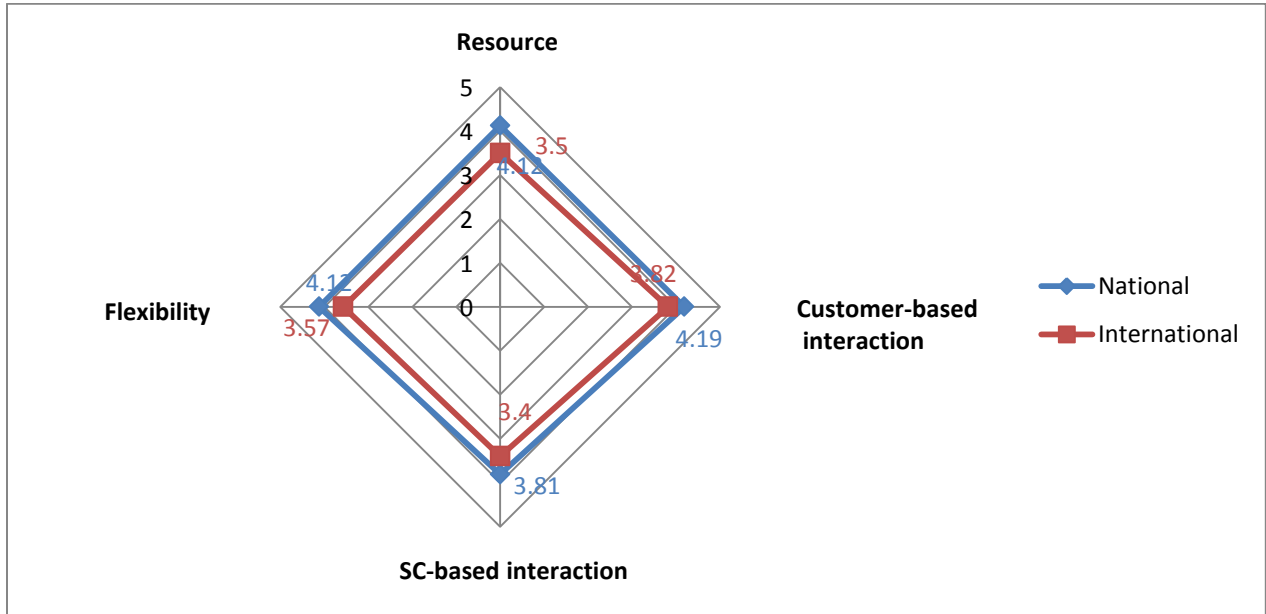 Resource
5
4
3
2
1
0
3.5
4.12
3.82
4.19
3.4
3.81
4.12
3.57
Flexibility
Customer-based
interaction
SC-based interaction
National
International